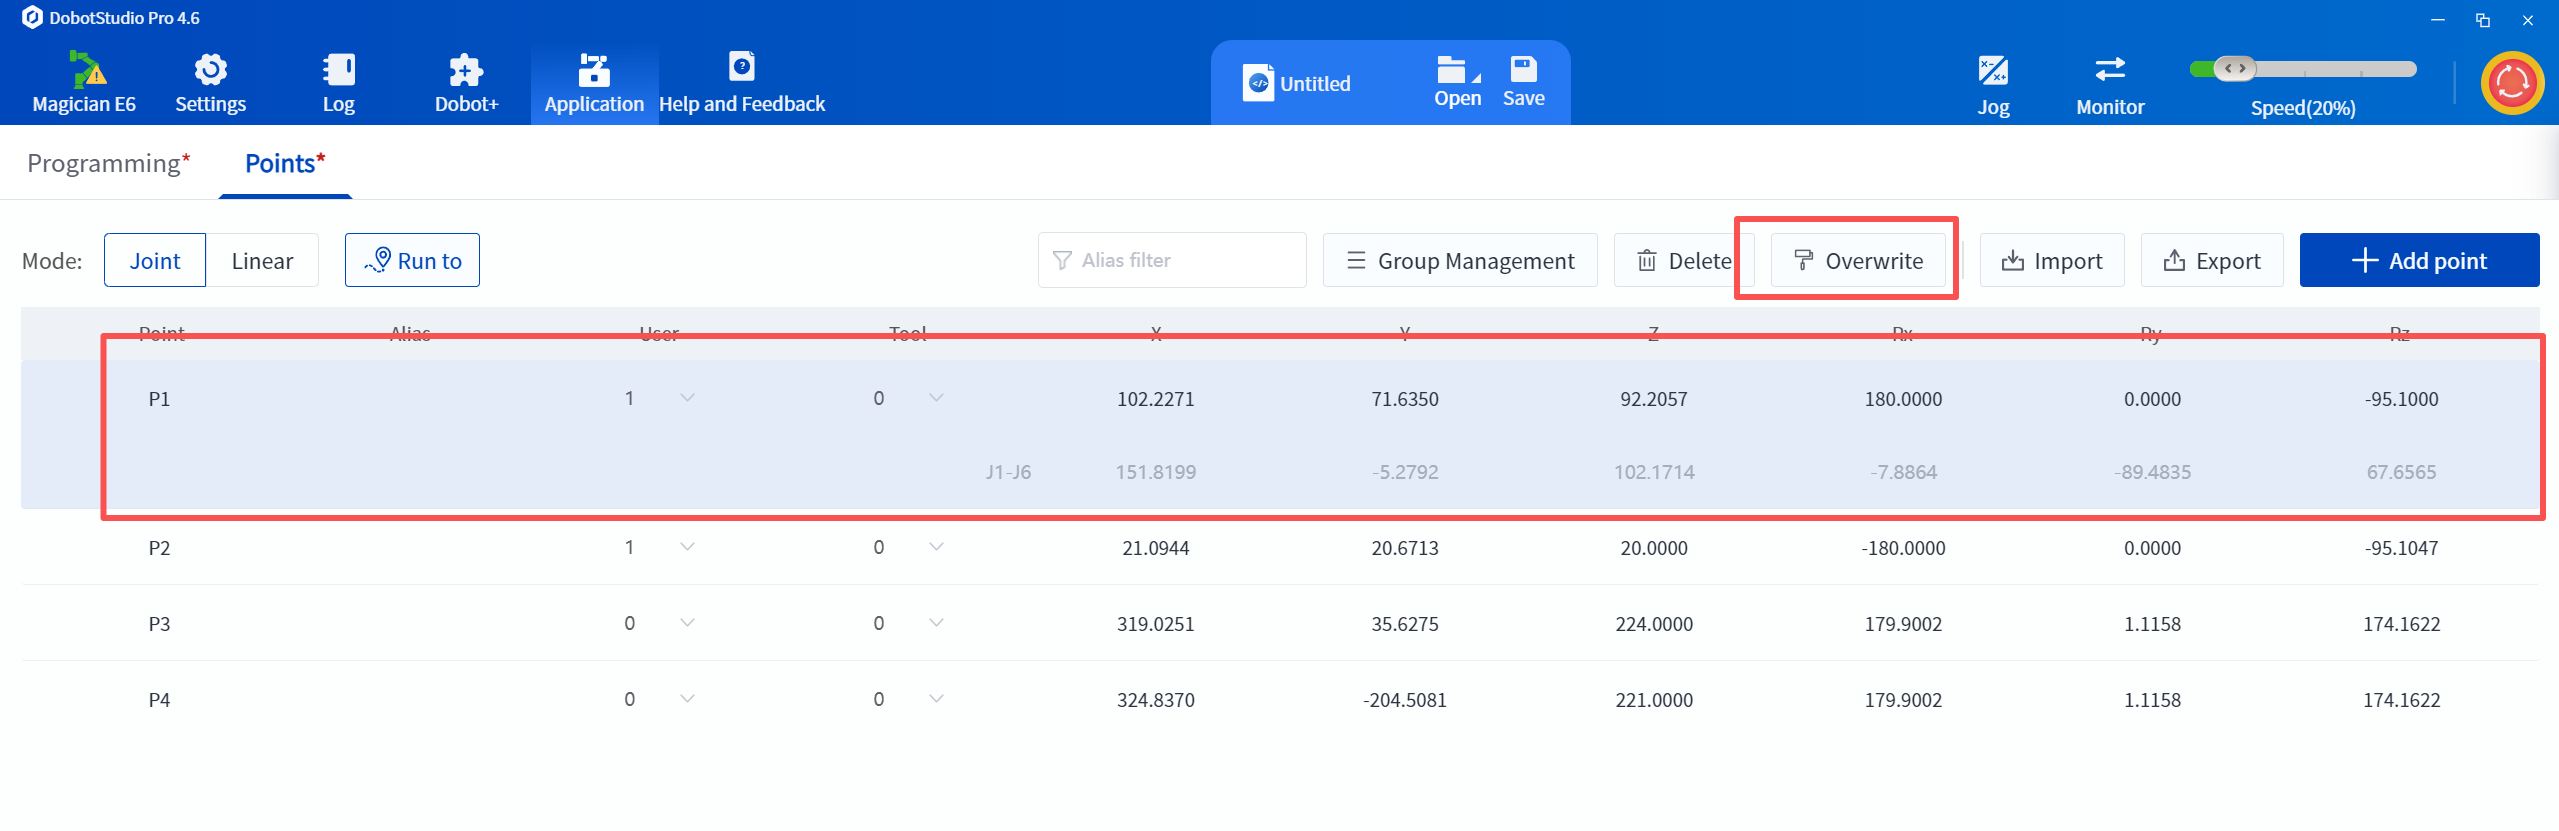 DobotStudio Pro 4.6
Magician E6 Settings Log Dobot+ Application Help and Feedback Untitled Open Save Jog Monitor Speed(20%)
Programming* Points*
Mode: Joint Linear Run to Alias filter Group Management Delete Overwrite Import Export Add point
Point Alias User Tool X Y Z Rx Ry Rz
P1 1 0 102.2271 71.6350 92.2057 180.0000 0.0000 -95.1000
J1-J6 151.8199 -5.2792 102.1714 -7.8864 -89.4835 67.6565
P2 1 0 21.0944 20.6713 20.0000 -180.0000 0.0000 -95.1047
P3 0 0 319.0251 35.6275 224.0000 179.9002 1.1158 174.1622
P4 0 0 324.8370 -204.5081 221.0000 179.9002 1.1158 174.1622